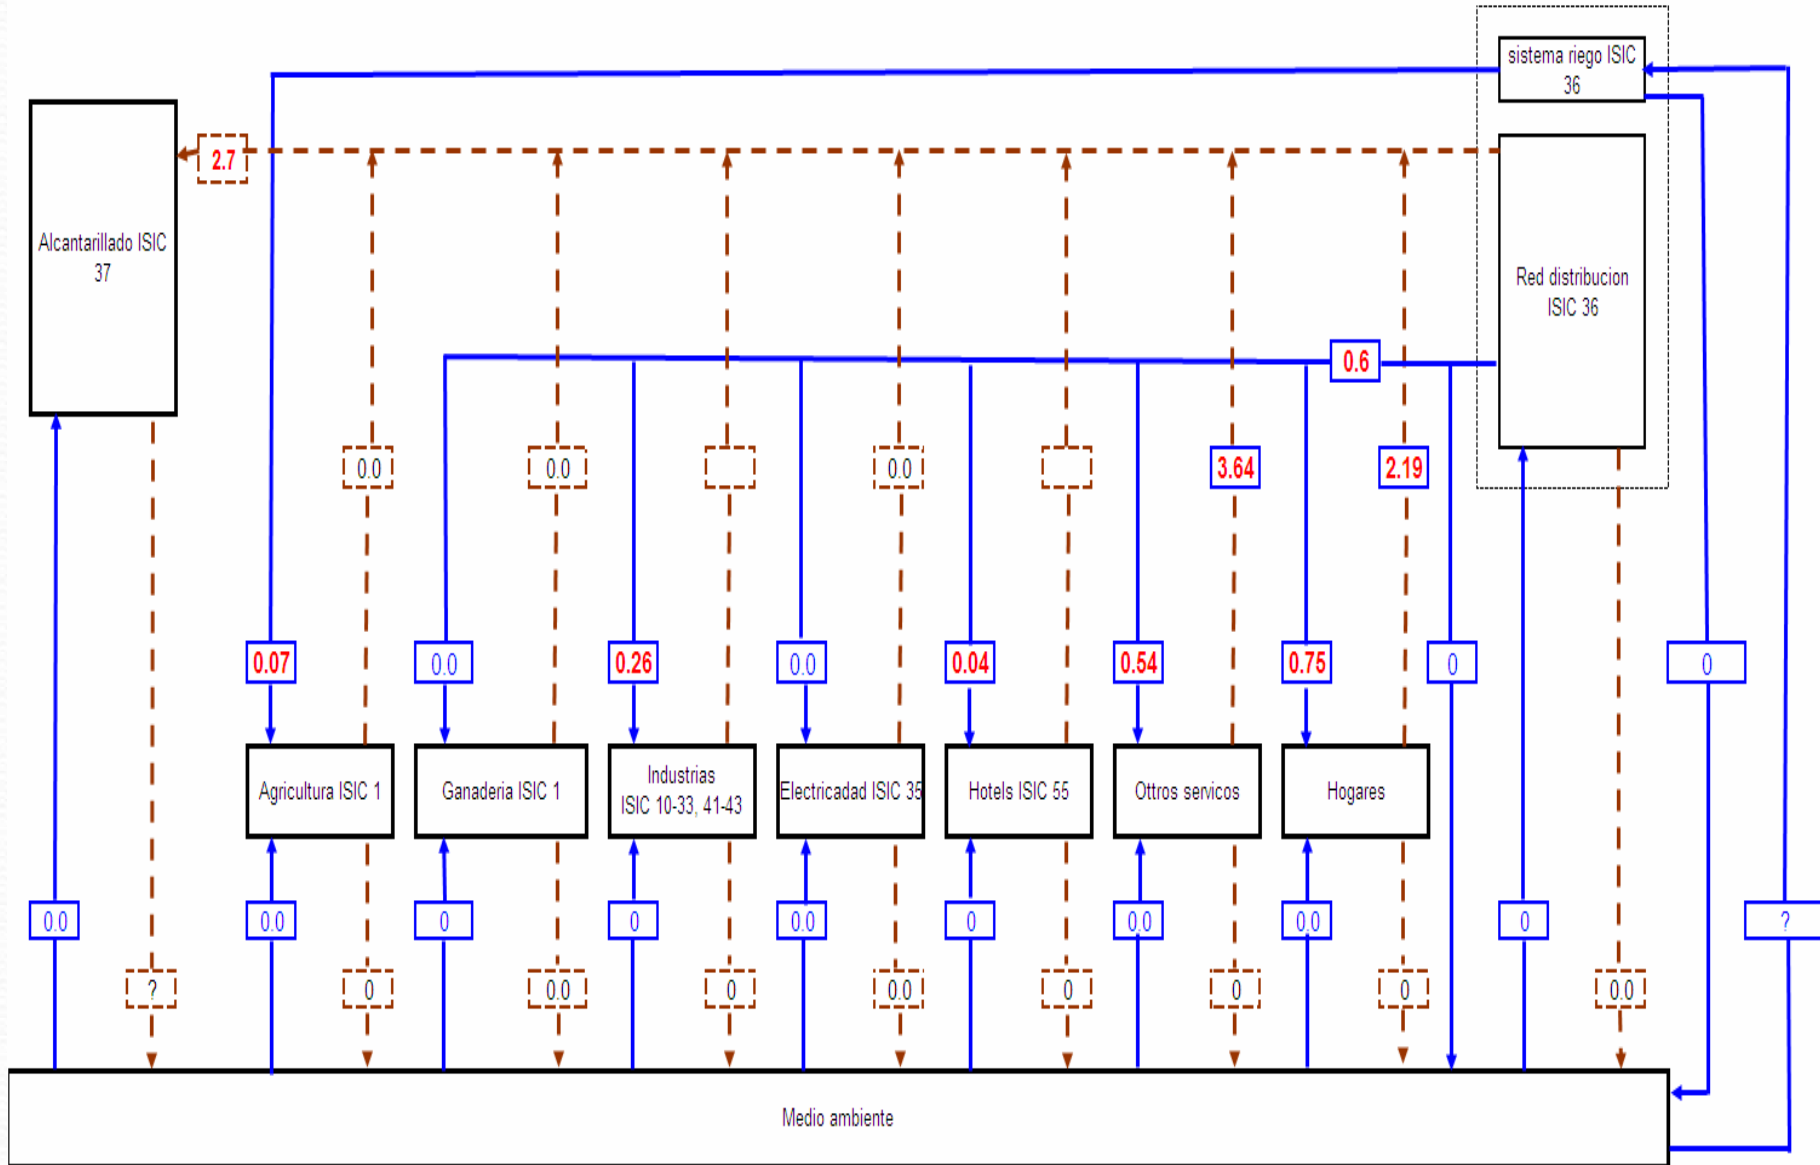 sistema riego ISIC
36
2.7
Alcantarillado ISIC
37
Red distribucion
ISIC 36
0.6
0.0
0.0
0.0
3.64
2.19
0.07
0.0
0.26
0.0
0.04
0.54
0.75
0
0
Agricultura ISIC 1
Ganaderia ISIC 1
Industrias
ISIC 10-33, 41-43
Electricadad ISIC 35
Hotels ISIC 55
Ottros servicos
Hogares
0.0
0.0
0
0
0.0
0
0.0
0.0
0
?
?
0
0.0
0
0.0
0
0
0
0.0
Medio ambiente